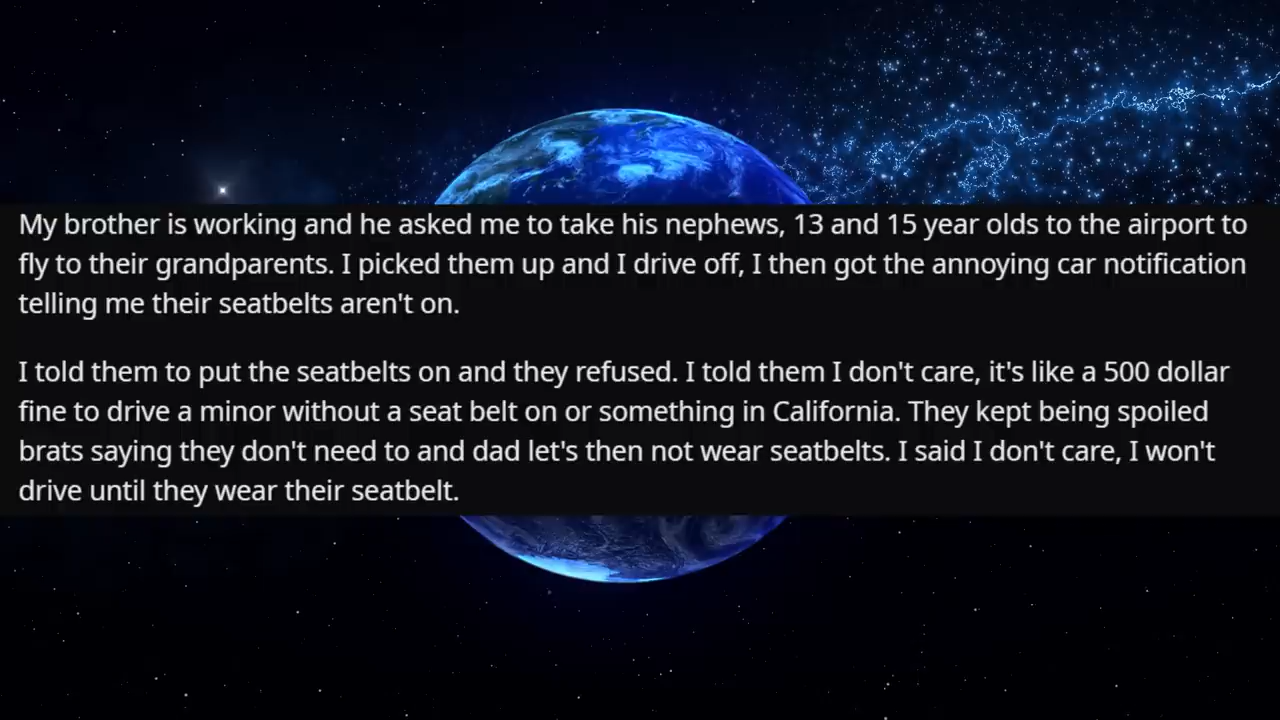 My brother is working and he asked me to take his nephews, 13 and 15 year olds to the airport to
fly to their grandparents. I picked them up and I drive off, I then got the annoying car notification
telling me their seatbelts aren't on.
I told them to put the seatbelts on and they refused. I told them I don't care, it's like a 500 dollar
fine to drive a minor without a seat belt on or something in California. They kept being spoiled
brats saying they don't need to and dad let's then not wear seatbelts. I said I don't care, I won't
drive until they wear their seatbelt.